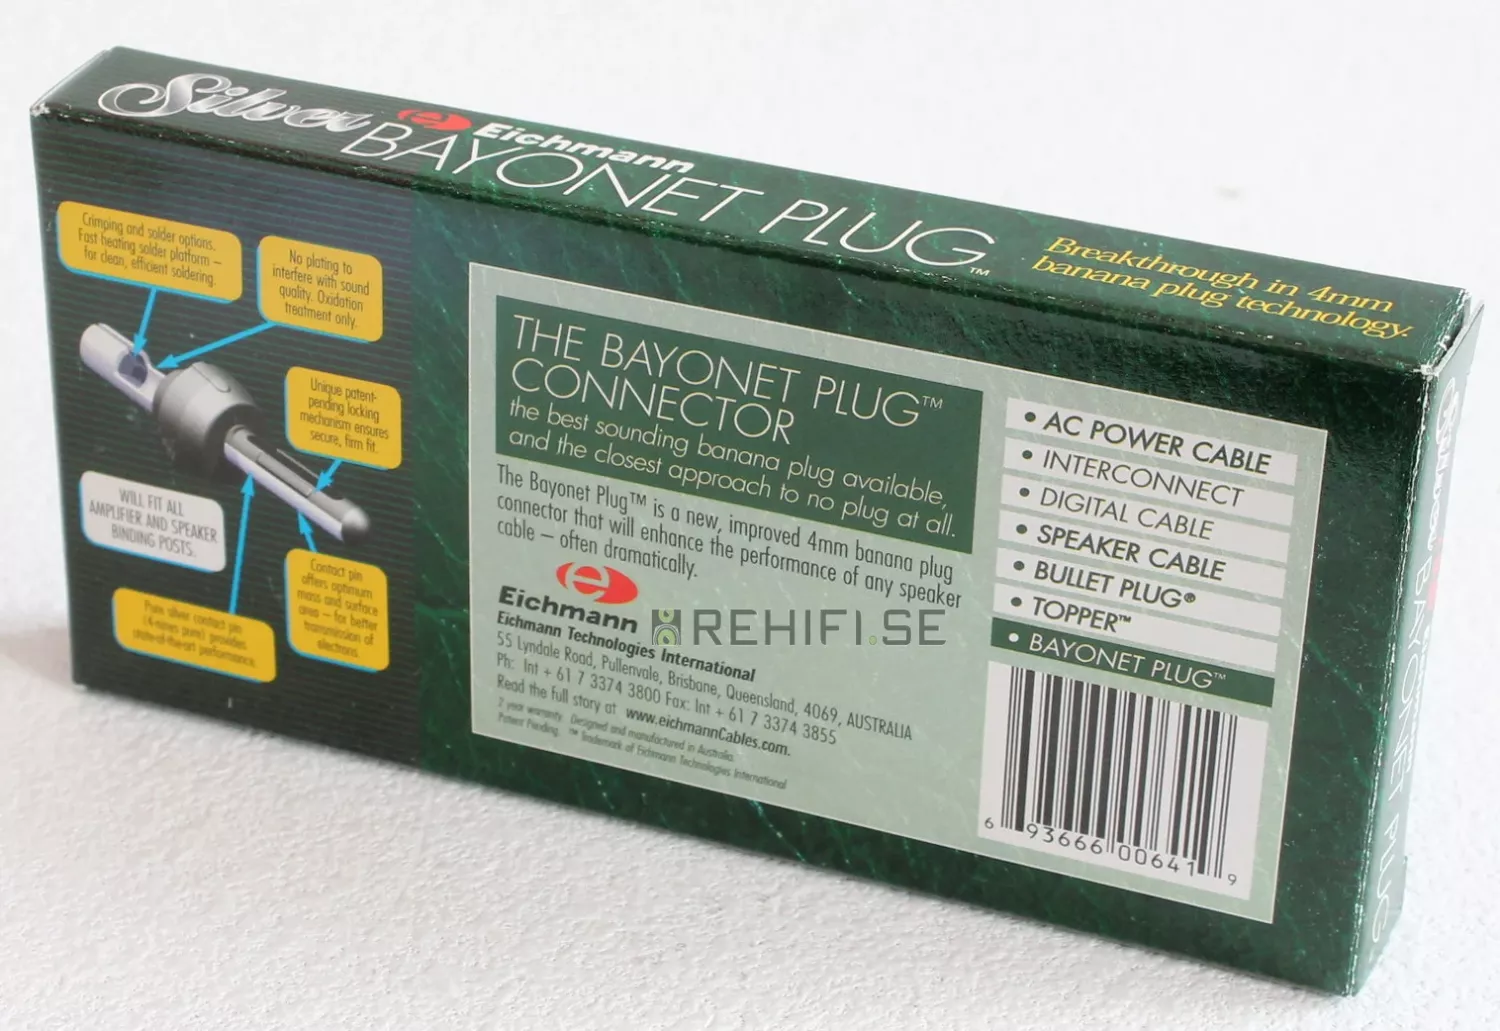 Silver
Eichmann
BAYONET PLUG™
Breakthrough in 4mm
banana plug technology.
Crimping and solder options.
Fast heating solder platform –
for clean, efficient soldering.
No plating to
interfere with sound
quality. Oxidation
treatment only.
Unique patent-
pending locking
mechanism ensures
secure, firm fit.
WILL FIT ALL
AMPLIFIER AND SPEAKER
BINDING POSTS.
Contact pin
offers optimum
mass and surface
area – for better
transmission of
electrons.
Pure silver contact pin
(4-nines pure) provides
state-of-the-art performance.
THE BAYONET PLUG™
CONNECTOR
the best sounding banana plug available,
and the closest approach to no plug at all.
The Bayonet Plug™ is a new, improved 4mm banana plug
connector that will enhance the performance of any speaker
cable – often dramatically.
Eichmann
Eichmann Technologies International
55 Lyndale Road, Pullenvale, Brisbane, Queensland, 4069, AUSTRALIA
Ph: Int + 61 7 3374 3800 Fax: Int + 61 7 3374 3855
Read the full story at www.eichmannCables.com.
2 year warranty. Designed and manufactured in Australia.
Patent Pending. ™ Trademark of Eichmann Technologies International
REHIFI.SE
• AC POWER CABLE
• INTERCONNECT
• DIGITAL CABLE
• SPEAKER CABLE
• BULLET PLUG®
• TOPPER™
• BAYONET PLUG™
6 93666 00641 9
Silver BAYONET PLUG